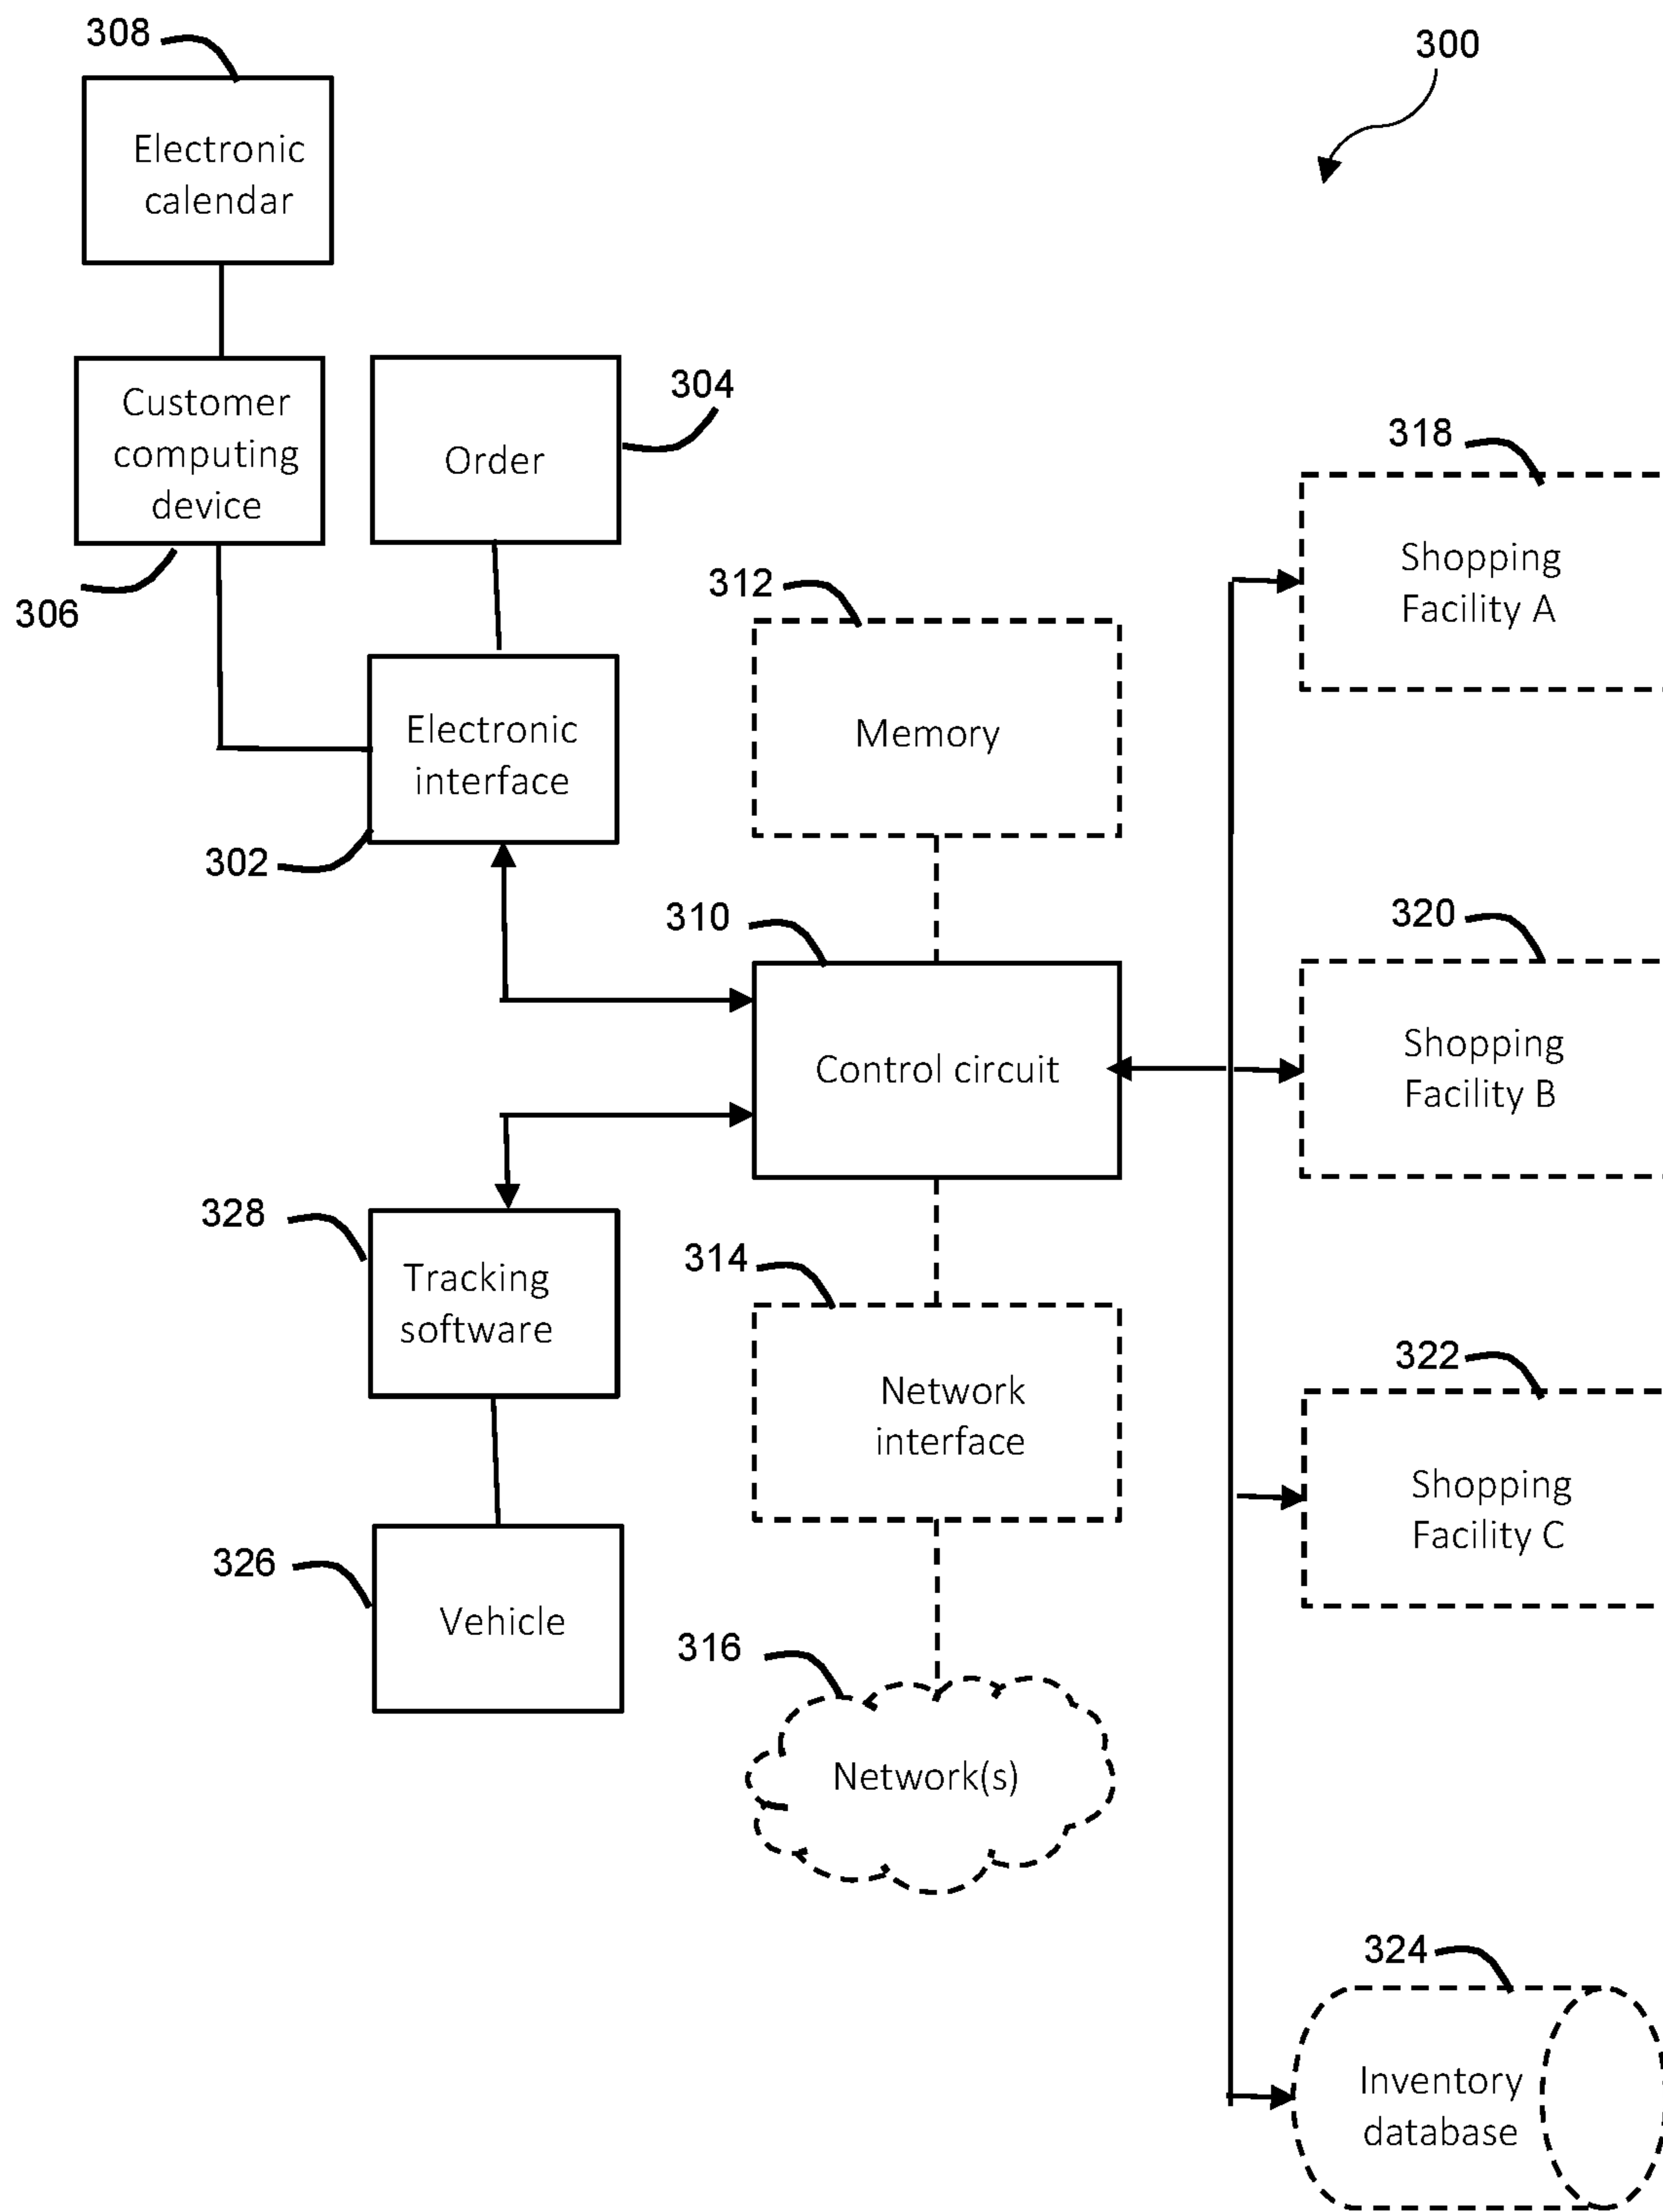 308
300
Electronic
calendar
304
Customer
computing
device
Order
306
318
Shopping
Facility A
312
Memory
Electronic
interface
302
310
320
Control circuit
Shopping
Facility B
328
Tracking
software
314
Network
interface
322
Shopping
Facility C
326
Vehicle
316
Network(s)
324
Inventory
database